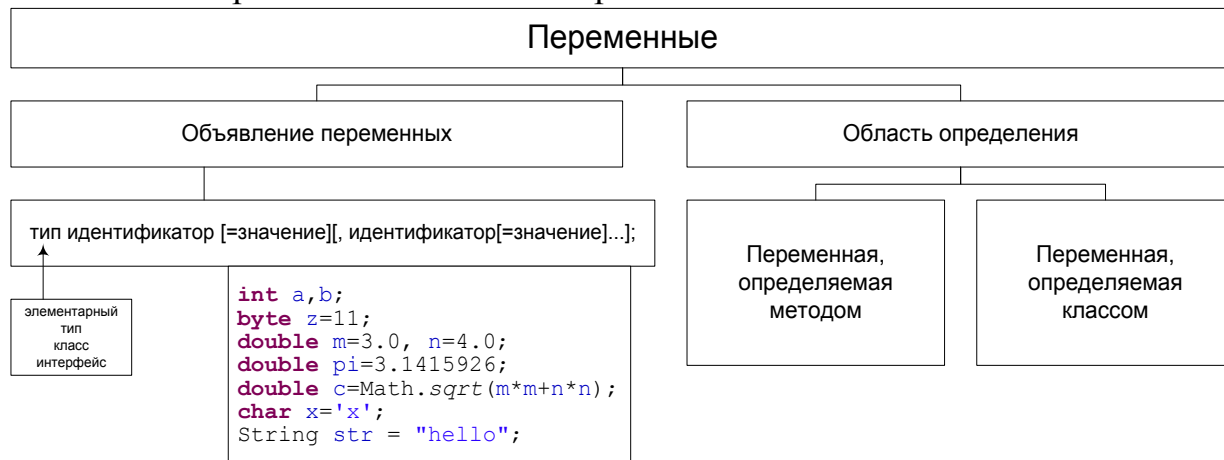 Переменные
Объявление переменных
Область определения
тип идентификатор [=значение][, идентификатор[=значение]...];
элементарный
тип
класс
интерфейс
int a,b;
byte z=11;
double m=3.0, n=4.0;
double pi=3.1415926;
double c=Math.sqrt(m*m+n*n);
char x='x';
String str = "hello";
Переменная,
определяемая
методом
Переменная,
определяемая
классом